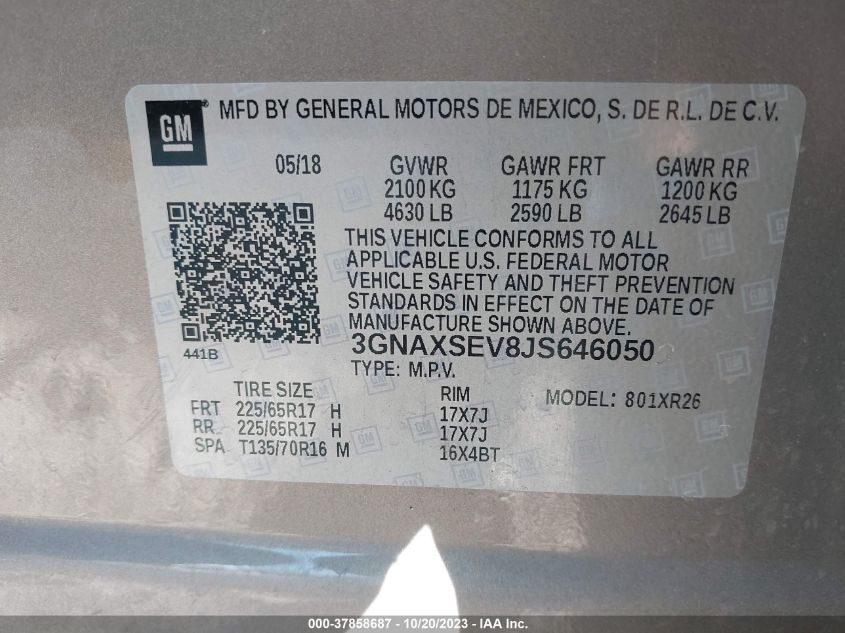 GM
MFD BY GENERAL MOTORS DE MEXICO, S. DE R.L. DE C.V.
05/18 GVWR GAWR FRT GAWR RR
2100 KG 1175 KG 1200 KG
4630 LB 2590 LB 2645 LB
THIS VEHICLE CONFORMS TO ALL
APPLICABLE U.S. FEDERAL MOTOR
VEHICLE SAFETY AND THEFT PREVENTION
STANDARDS IN EFFECT ON THE DATE OF
MANUFACTURE SHOWN ABOVE.
441B 3GNAXSEV8JS646050
TYPE: M.P.V.
TIRE SIZE RIM MODEL: 801XR26
FRT 225/65R17 H 17X7J
RR 225/65R17 H 17X7J
SPA T135/70R16 M 16X4BT
000-37858687 - 10/20/2023 - IAA Inc.